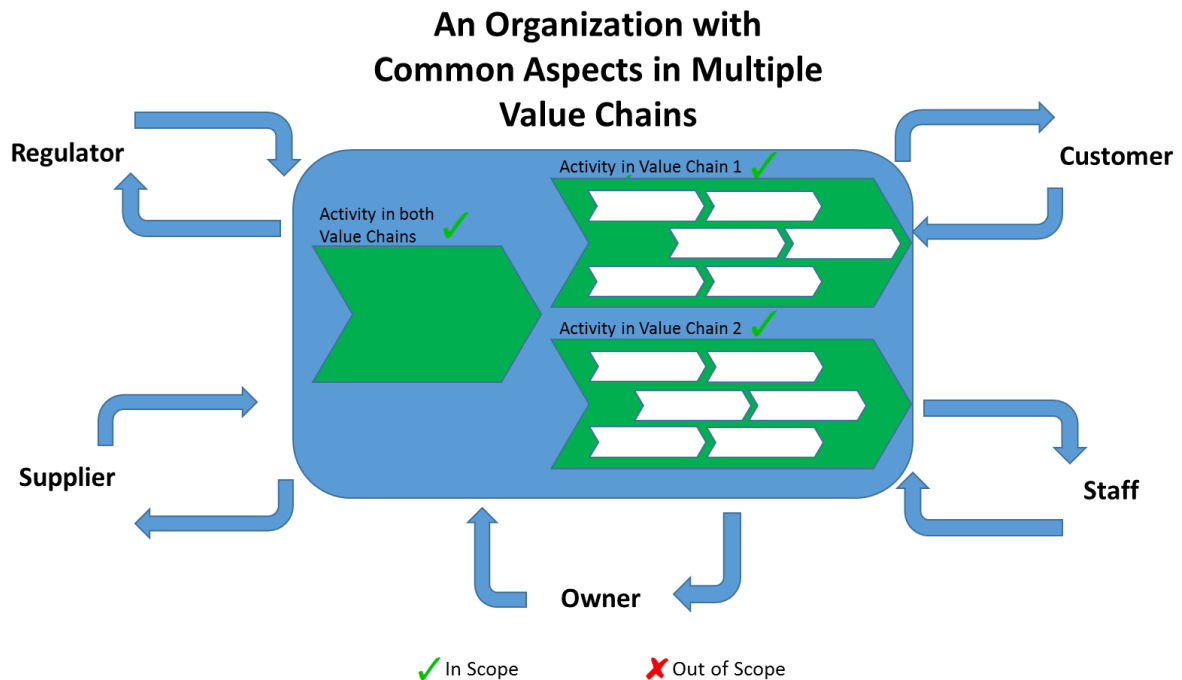 An Organization with
Common Aspects in Multiple
Value Chains
Regulator
Customer
Activity in Value Chain 1
Activity in both
Value Chains
Activity in Value Chain 2
Supplier
Staff
Owner
In Scope
Out of Scope